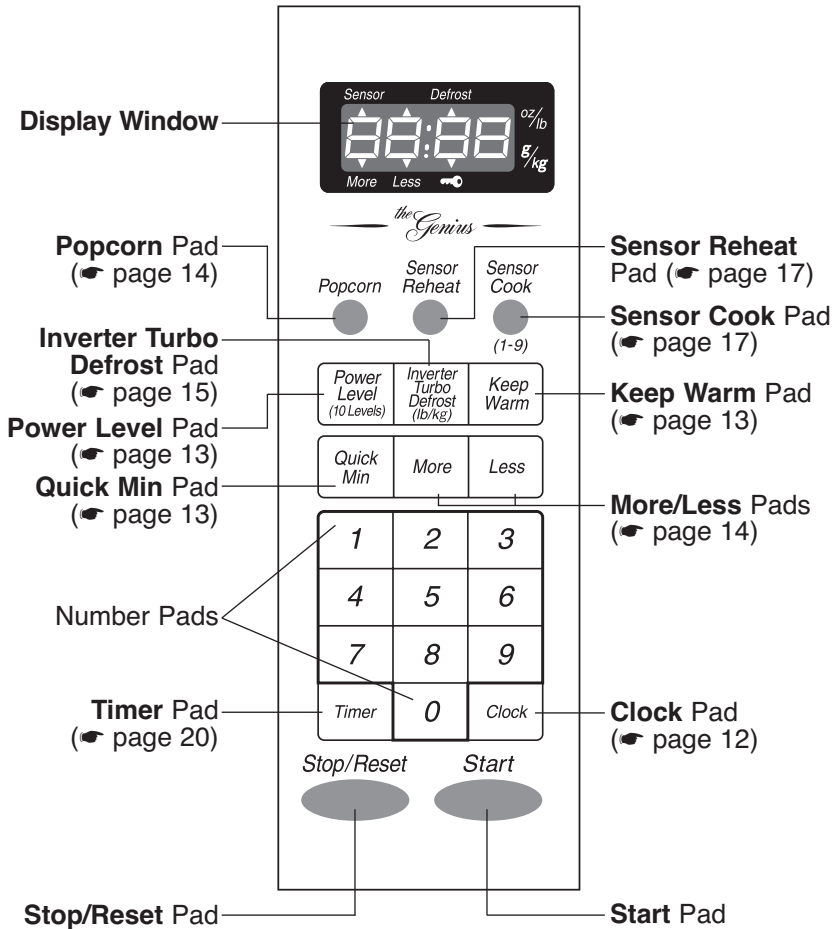 Sensor Defrost
Display Window
88:88
oz/lb
g/kg
More Less
the Genius
Popcorn Pad
(☛ page 14)
Popcorn
Sensor
Reheat
Sensor
Cook
(1-9)
Sensor Reheat
Pad (☛ page 17)
Sensor Cook Pad
(☛ page 17)
Inverter Turbo
Defrost Pad
(☛ page 15)
Power Level Pad
(☛ page 13)
Quick Min Pad
(☛ page 13)
Power
Level
(10 Levels)
Inverter
Turbo
Defrost
(lb/kg)
Keep
Warm
Keep Warm Pad
(☛ page 13)
Quick
Min
More
Less
More/Less Pads
(☛ page 14)
1 2 3
4 5 6
Number Pads
7 8 9
Timer Pad
(☛ page 20)
Timer 0 Clock
Clock Pad
(☛ page 12)
Stop/Reset Start
Stop/Reset Pad
Start Pad